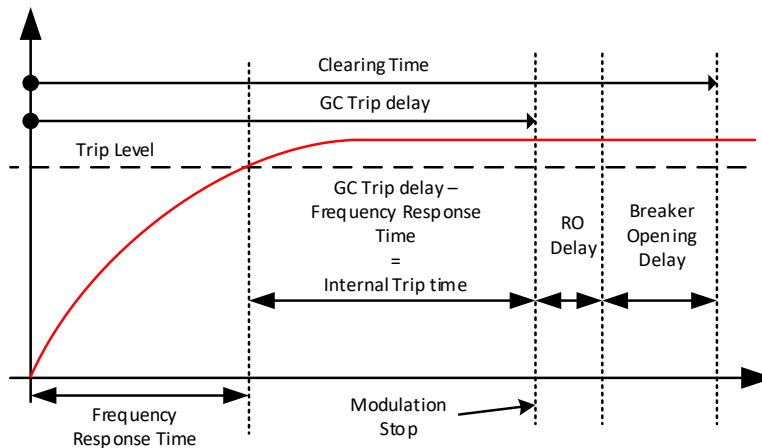 Clearing Time
GC Trip delay
Trip Level
GC Trip delay –
Frequency Response
Time
=
Internal Trip time
RO
Delay
Breaker
Opening
Delay
Frequency
Response Time
Modulation
Stop